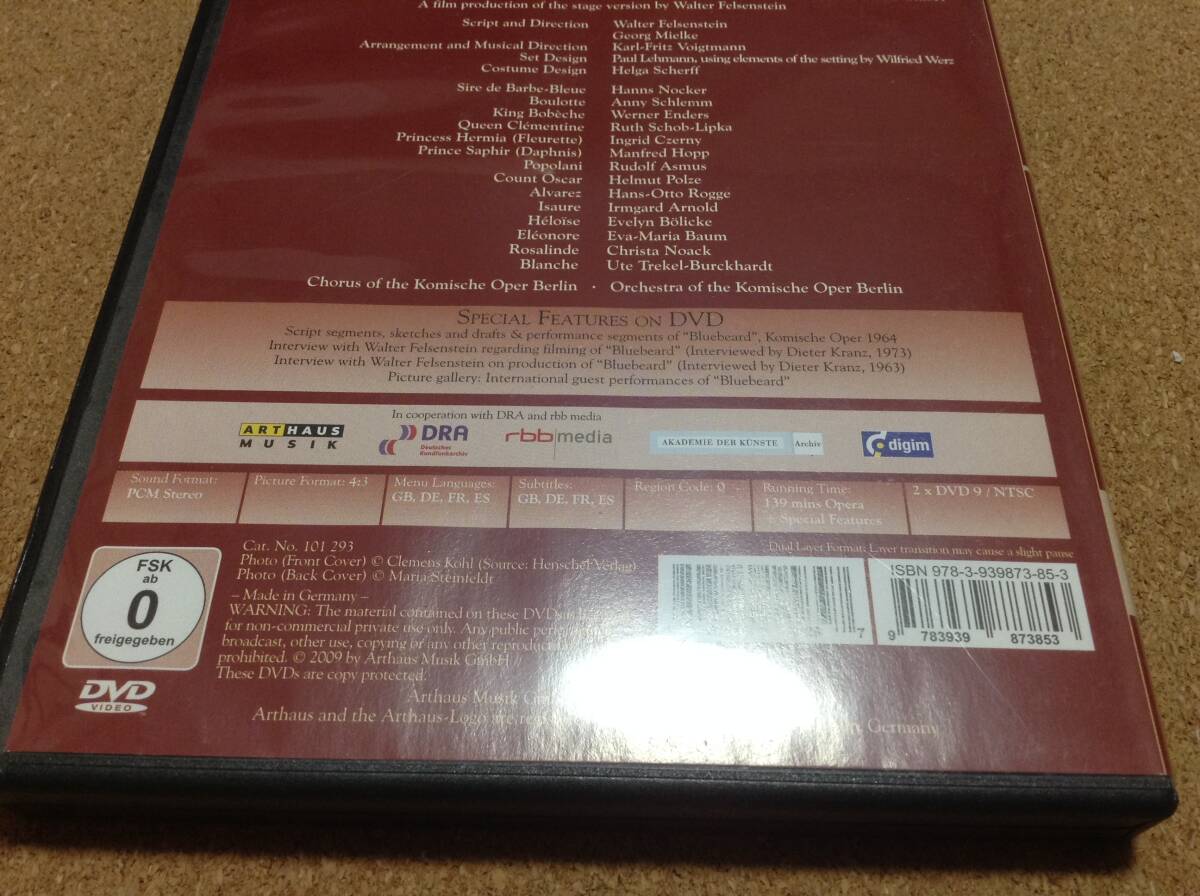 A film production of the stage version by Walter Felsenstein
Script and Direction Walter Felsenstein
Georg Mielke
Arrangement and Musical Direction Karl-Fritz Voigtmann
Set Design Paul Lehmann, using elements of the setting by Wilfried Werz
Costume Design Helga Scherff
Sire de Barbe-Bleue Hanns Nocker
Boulotte Anny Schlemm
King Bobèche Werner Enders
Queen Clémentine Ruth Schob-Lipka
Princess Hermia (Fleurette) Ingrid Czerny
Prince Saphir (Daphnis) Manfred Hopp
Popolani Rudolf Asmus
Count Oscar Helmut Polze
Alvarez Hans-Otto Rogge
Isaure Irmgard Arnold
Héloïse Evelyn Bölicke
Eléonore Eva-Maria Baum
Rosalinde Christa Noack
Blanche Ute Trekel-Burckhardt
Chorus of the Komische Oper Berlin · Orchestra of the Komische Oper Berlin
SPECIAL FEATURES ON DVD
Script segments, sketches and drafts & performance segments of “Bluebeard”, Komische Oper 1964
Interview with Walter Felsenstein regarding filming of “Bluebeard” (Interviewed by Dieter Kranz, 1973)
Interview with Walter Felsenstein on production of “Bluebeard” (Interviewed by Dieter Kranz, 1963)
Picture gallery: International guest performances of “Bluebeard”
In cooperation with DRA and rbb media
ARTHAUS MUSIK
DRA Deutsches Rundfunkarchiv
rbb media
AKADEMIE DER KÜNSTE Archiv
digim
Sound Format: PCM Stereo
Picture Format: 4:3
Menu Languages: GB, DE, FR, ES
Subtitles: GB, DE, FR, ES
Region Code: 0
Running Time: 139 mins Opera + Special Features
2 x DVD 9 / NTSC
Dual Layer Format: Layer transition may cause a slight pause
FSK ab 0 freigegeben
DVD VIDEO
Cat. No. 101 293
Photo (Front Cover) © Clemens Kohl (Source: Henschel Verlag)
Photo (Back Cover) © Maria Steinfeldt
– Made in Germany –
WARNING: The material contained on these DVDs
for non-commercial private use only. Any public
broadcast, other use, copying or any other
prohibited. © 2009 by Arthaus Musik GmbH
These DVDs are copy protected.
Arthaus Musik
Arthaus and the Arthaus-Logo are Germany
7
ISBN 978-3-939873-85-3
9 783939 873853